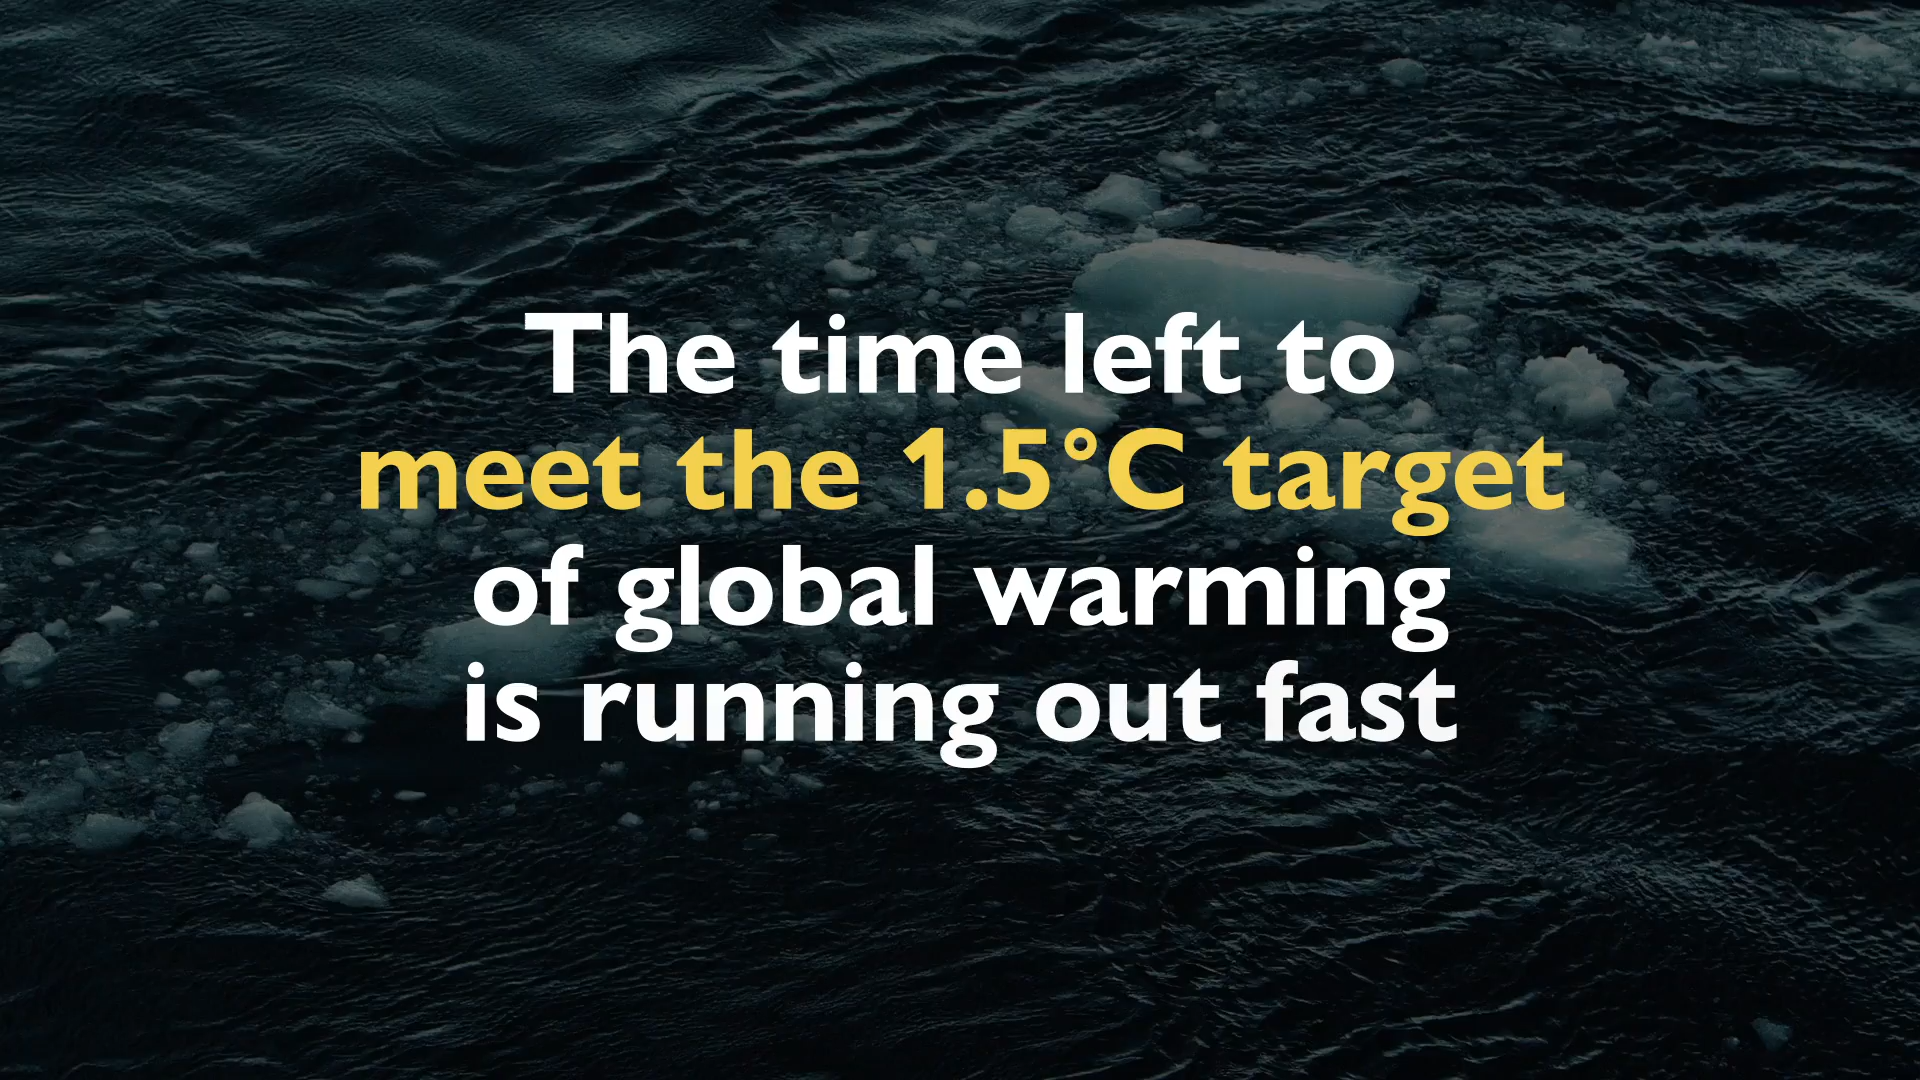 The time left to
meet the 1.5°C target
of global warming
is running out fast